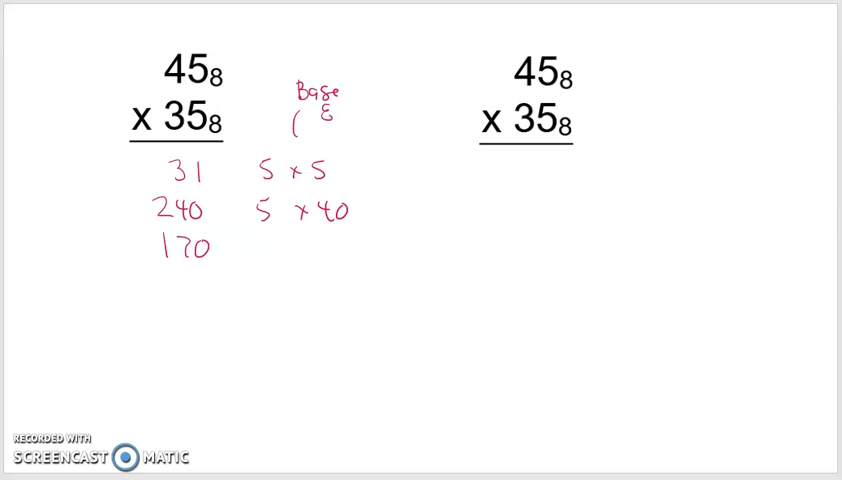 45₈ 45₈
x 35₈ x 35₈
Base
( 8
31 5 x 5
240 5 x 40
170
RECORDED WITH
SCREENCAST MATIC